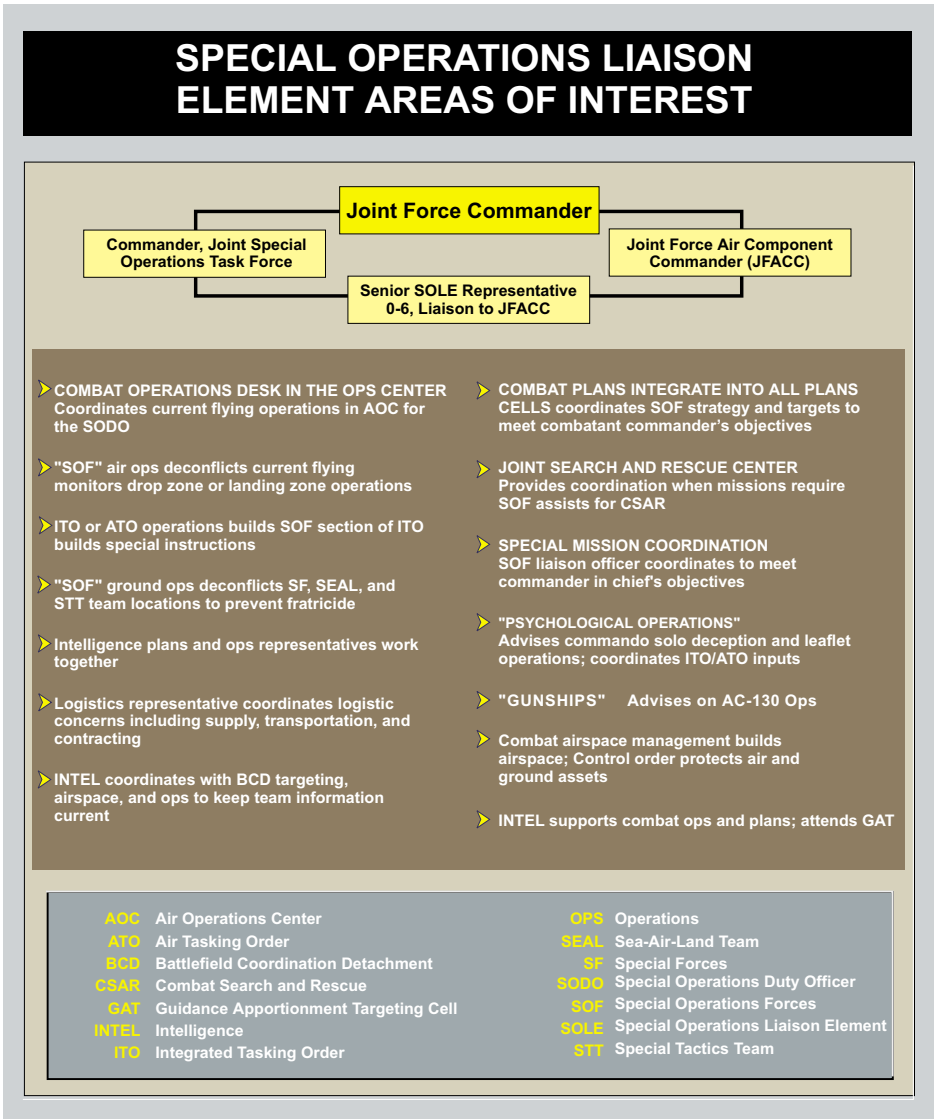 SPECIAL OPERATIONS LIAISON
ELEMENT AREAS OF INTEREST
Joint Force Commander
Commander, Joint Special
Operations Task Force
Joint Force Air Component
Commander (JFACC)
Senior SOLE Representative
0-6, Liaison to JFACC
COMBAT OPERATIONS DESK IN THE OPS CENTER
Coordinates current flying operations in AOC for
the SODO
"SOF" air ops deconflicts current flying
monitors drop zone or landing zone operations
ITO or ATO operations builds SOF section of ITO
builds special instructions
"SOF" ground ops deconflicts SF, SEAL, and
STT team locations to prevent fratricide
Intelligence plans and ops representatives work
together
Logistics representative coordinates logistic
concerns including supply, transportation, and
contracting
INTEL coordinates with BCD targeting,
airspace, and ops to keep team information
current
COMBAT PLANS INTEGRATE INTO ALL PLANS
CELLS coordinates SOF strategy and targets to
meet combatant commander's objectives
JOINT SEARCH AND RESCUE CENTER
Provides coordination when missions require
SOF assists for CSAR
SPECIAL MISSION COORDINATION
SOF liaison officer coordinates to meet
commander in chief's objectives
"PSYCHOLOGICAL OPERATIONS"
Advises commando solo deception and leaflet
operations; coordinates ITO/ATO inputs
"GUNSHIPS" Advises on AC-130 Ops
Combat airspace management builds
airspace; Control order protects air and
ground assets
INTEL supports combat ops and plans; attends GAT
AOC Air Operations Center
ATO Air Tasking Order
BCD Battlefield Coordination Detachment
CSAR Combat Search and Rescue
GAT Guidance Apportionment Targeting Cell
INTEL Intelligence
ITO Integrated Tasking Order
OPS Operations
SEAL Sea-Air-Land Team
SF Special Forces
SODO Special Operations Duty Officer
SOF Special Operations Forces
SOLE Special Operations Liaison Element
STT Special Tactics Team